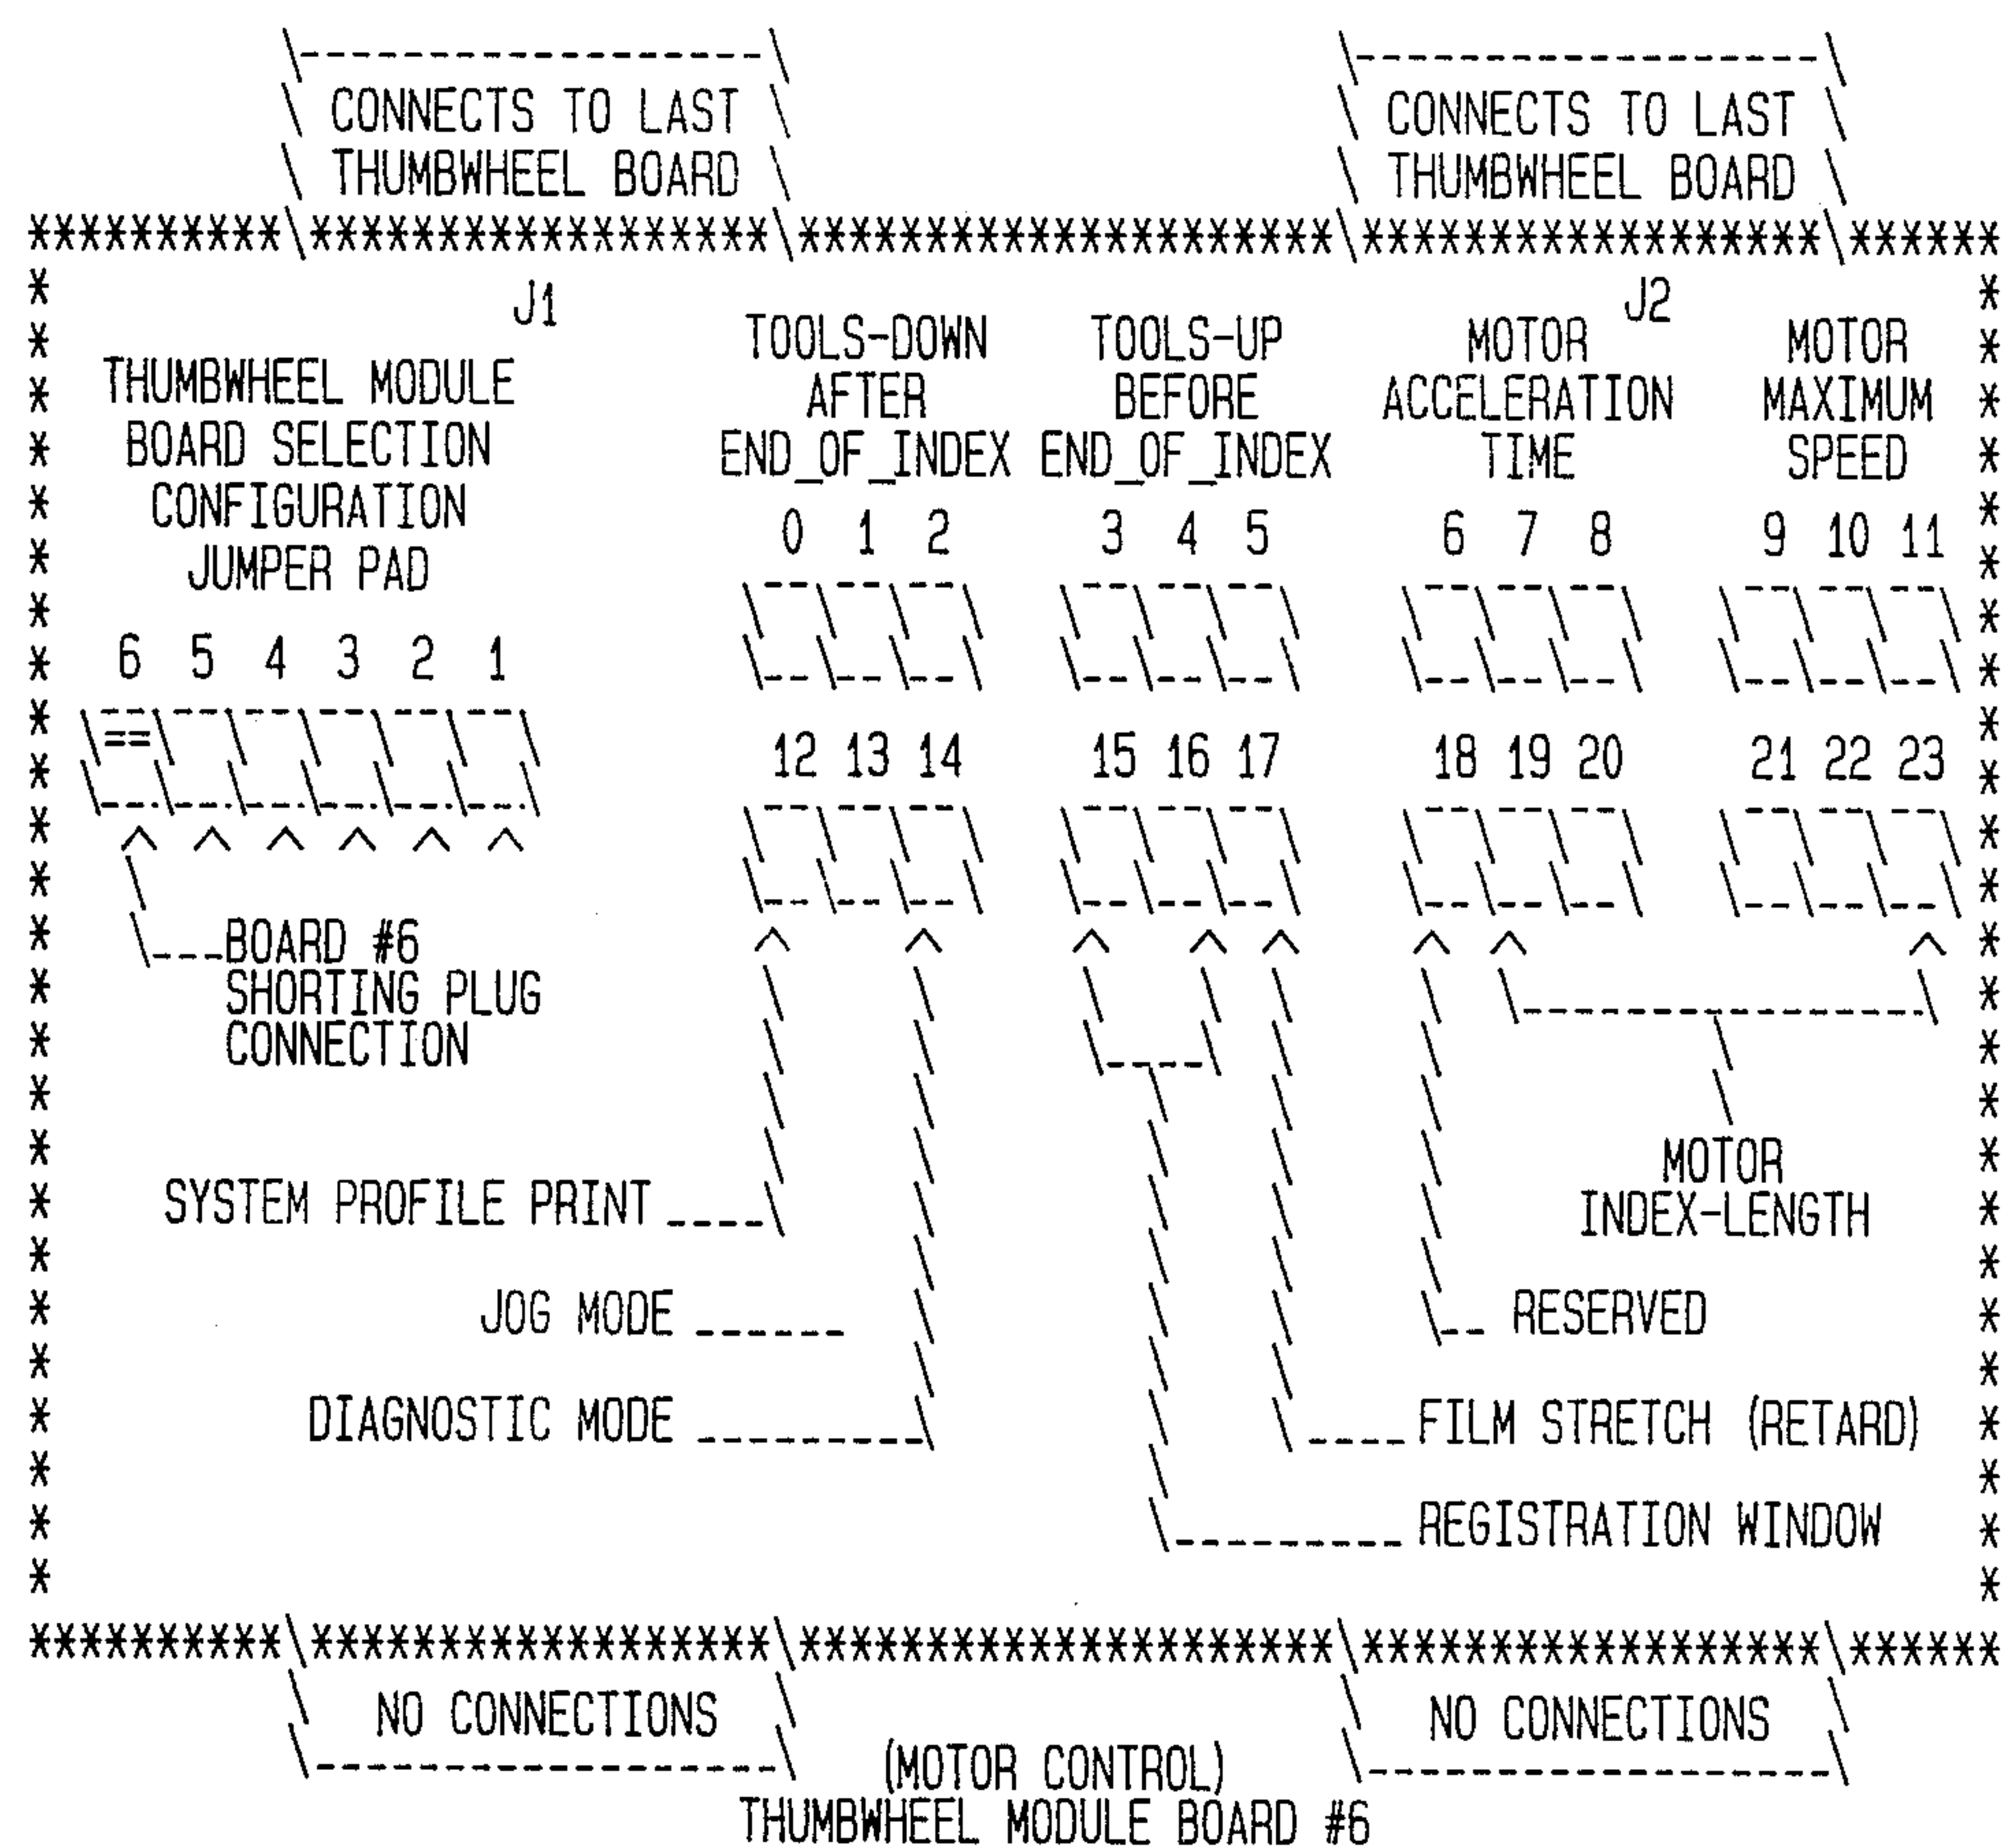 CONNECTS TO LAST CONNECTS TO LAST
THUMBWHEEL BOARD THUMBWHEEL BOARD
J1 J2
TOOLS-DOWN TOOLS-UP MOTOR MOTOR
THUMBWHEEL MODULE AFTER BEFORE ACCELERATION MAXIMUM
BOARD SELECTION END_OF_INDEX END_OF_INDEX TIME SPEED
CONFIGURATION
0 1 2 3 4 5 6 7 8 9 10 11
JUMPER PAD
6 5 4 3 2 1
12 13 14 15 16 17 18 19 20 21 22 23
BOARD #6
SHORTING PLUG
CONNECTION
MOTOR
SYSTEM PROFILE PRINT INDEX-LENGTH
JOG MODE RESERVED
DIAGNOSTIC MODE FILM STRETCH (RETARD)
REGISTRATION WINDOW
NO CONNECTIONS NO CONNECTIONS
(MOTOR CONTROL)
THUMBWHEEL MODULE BOARD #6